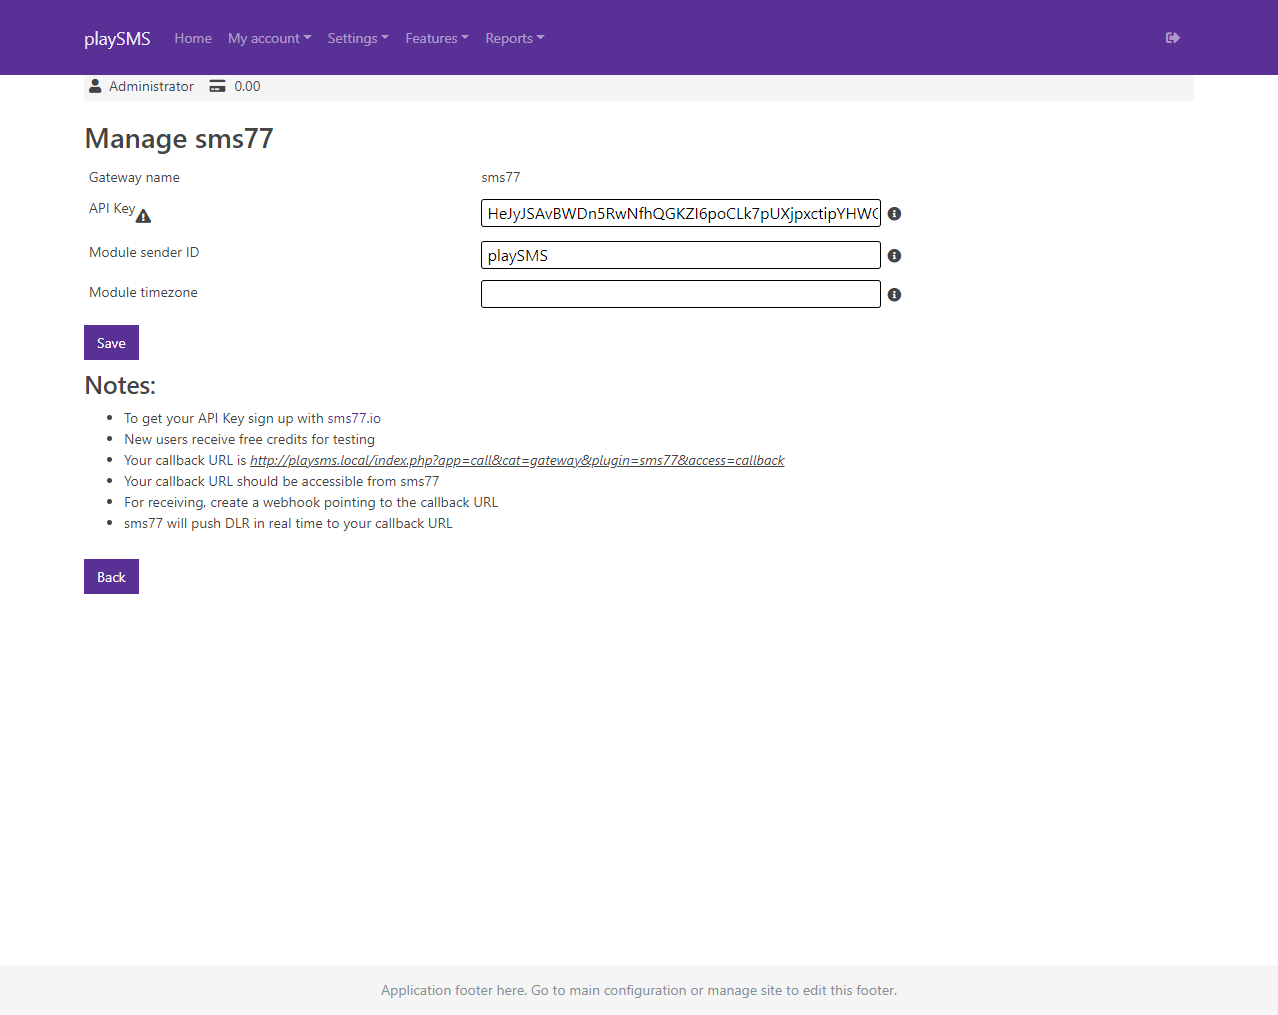 playSMS Home My account Settings Features Reports
Administrator 0.00
Manage sms77
Gateway name sms77
API Key HeJyJSAvBWDn5RwNfhQGKZI6poCLk7pUXjpxctipYHW
Module sender ID playSMS
Module timezone
Save
Notes:
To get your API Key sign up with sms77.io
New users receive free credits for testing
Your callback URL is http://playsms.local/index.php?app=call&cat=gateway&plugin=sms77&access=callback
Your callback URL should be accessible from sms77
For receiving, create a webhook pointing to the callback URL
sms77 will push DLR in real time to your callback URL
Back
Application footer here. Go to main configuration or manage site to edit this footer.